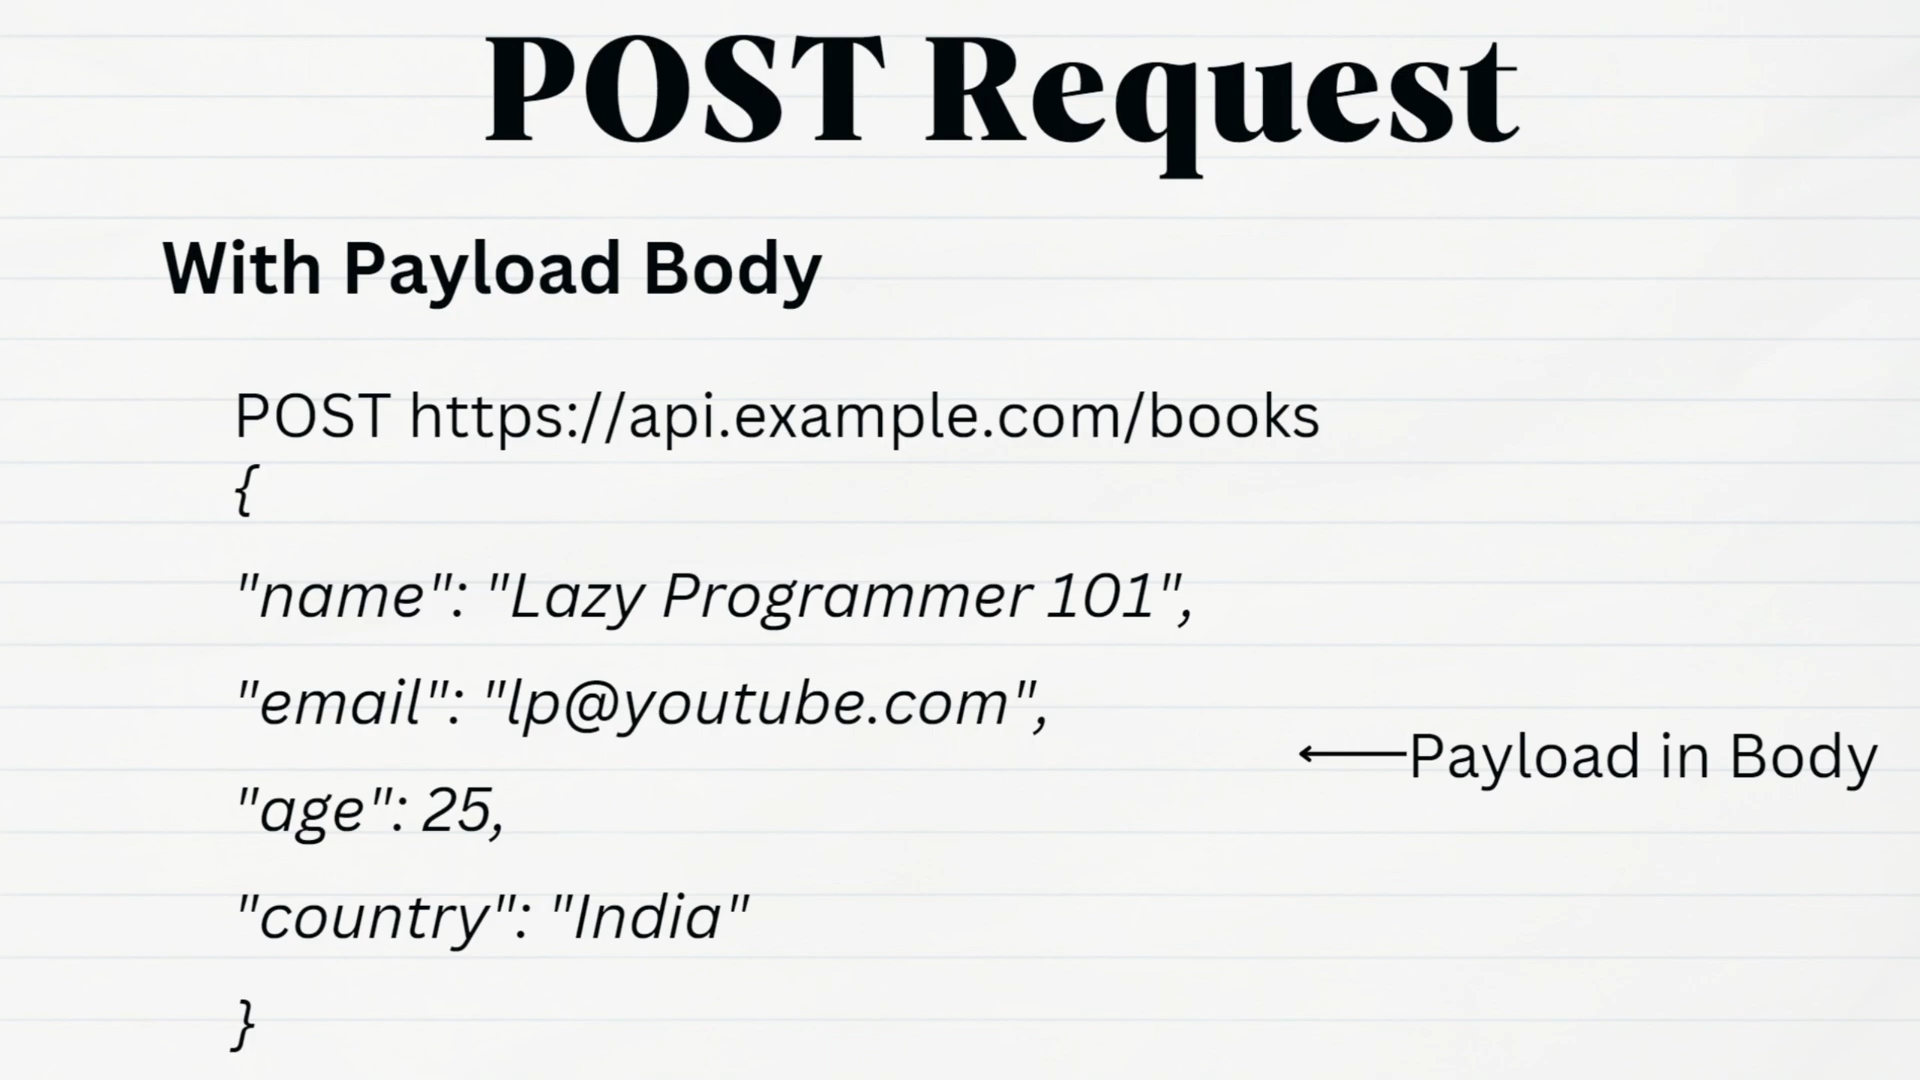 POST Request
With Payload Body
POST https://api.example.com/books
{
"name": "Lazy Programmer 101",
"email": "lp@youtube.com",
Payload in Body
"age": 25,
"country": "India"
}